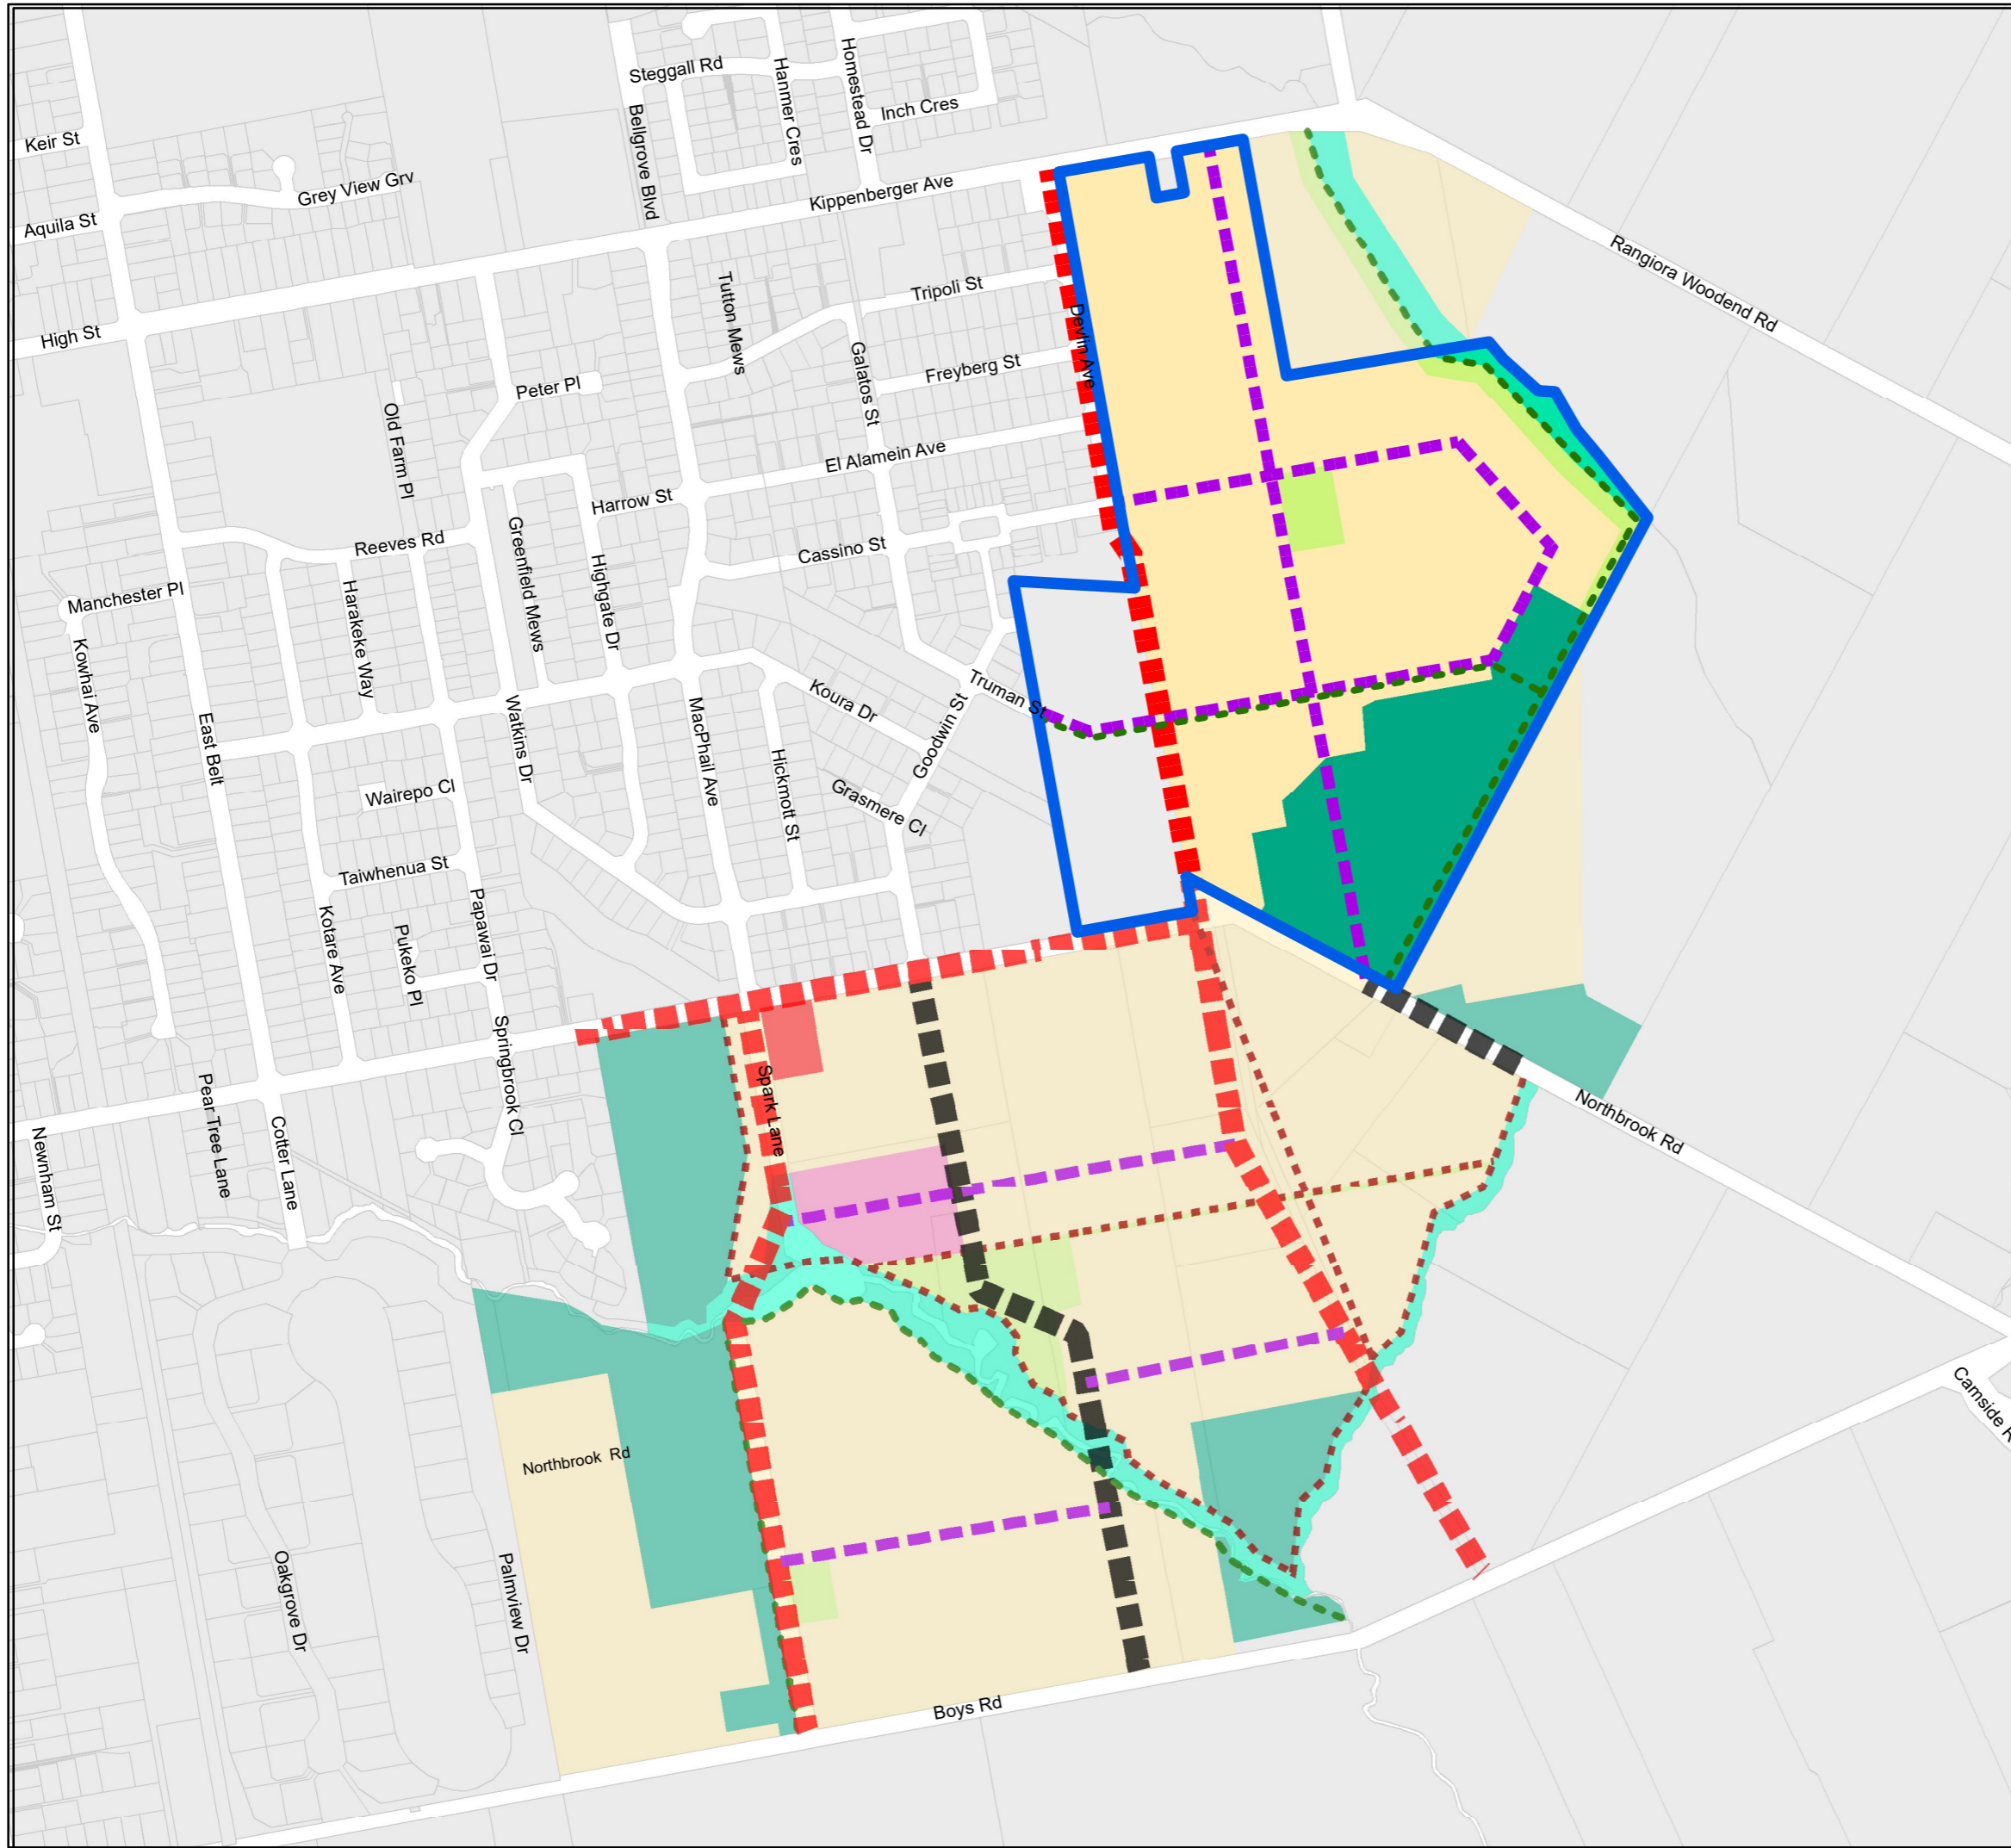 Steggall Rd
Hanmer Cres
Homestead Dr
Inch Cres
Bellgrove Blvd
Keir St
Grey View Grv
Aquila St
Kippenberger Ave
High St
Rangiora Woodend Rd
Tutton Mews
Tripoli St
Devlin Ave
Galatos St
Freyberg St
Peter Pl
Old Farm Pl
El Alamein Ave
Harrow St
Cassino St
Reeves Rd
Greenfield Mews
Highgate Dr
Manchester Pl
Harakeke Way
Kowhai Ave
East Belt
Watkins Dr
MacPhail Ave
Koura Dr
Truman St
Goodwin St
Hickmott St
Grasmere Cl
Wairepo Cl
Taiwhenua St
Papawai Dr
Kotare Ave
Pukeko Pl
Springbrook Cl
Spark Lane
Pear Tree Lane
Cotter Lane
Newnham St
Northbrook Rd
Camside R
Northbrook Rd
Oakgrove Dr
Palmview Dr
Boys Rd